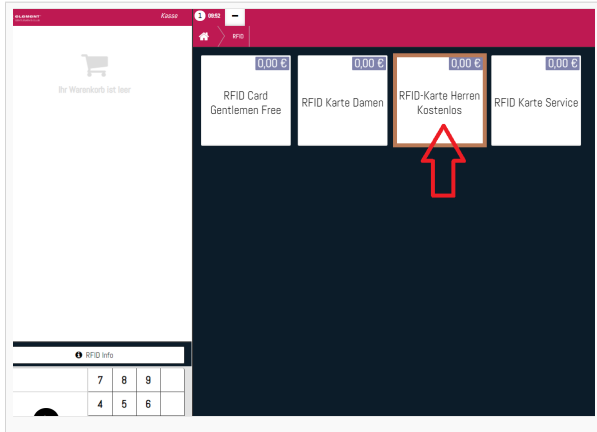 ELEMENT
Kasse
1 09:52
RFID
Ihr Warenkorb ist leer
0,00 €
RFID Card
Gentlemen Free
0,00 €
RFID Karte Damen
0,00 €
RFID-Karte Herren
Kostenlos
0,00 €
RFID Karte Service
RFID Info
7 8 9
4 5 6